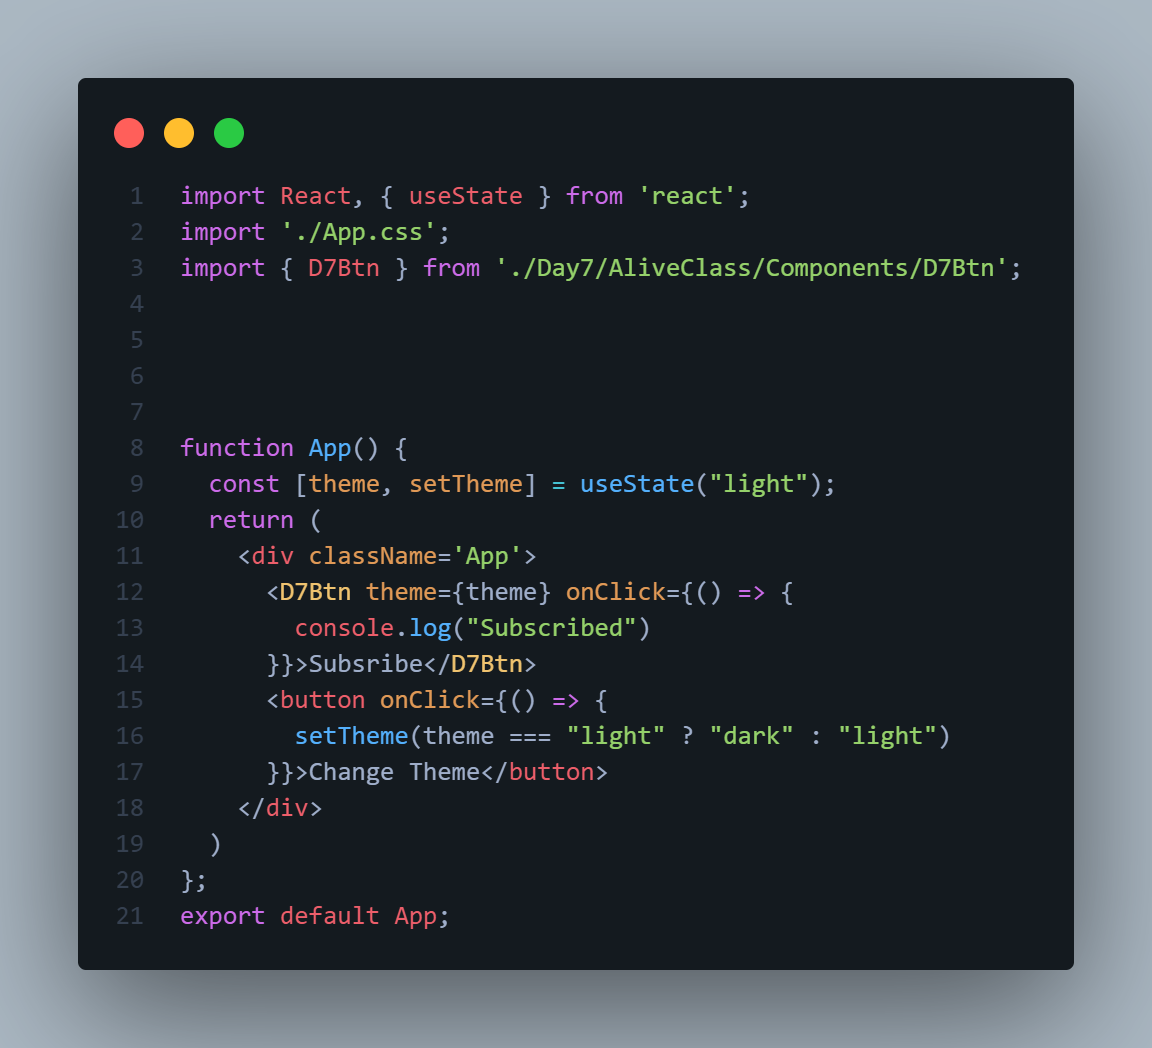 1 import React, { useState } from 'react';
2 import './App.css';
3 import { D7Btn } from './Day7/AliveClass/Components/D7Btn';
4
5
6
7
8 function App() {
9   const [theme, setTheme] = useState("light");
10   return (
11     <div className='App'>
12       <D7Btn theme={theme} onClick={() => {
13         console.log("Subscribed")
14       }}>Subsribe</D7Btn>
15       <button onClick={() => {
16         setTheme(theme === "light" ? "dark" : "light")
17       }}>Change Theme</button>
18     </div>
19   )
20 };
21 export default App;